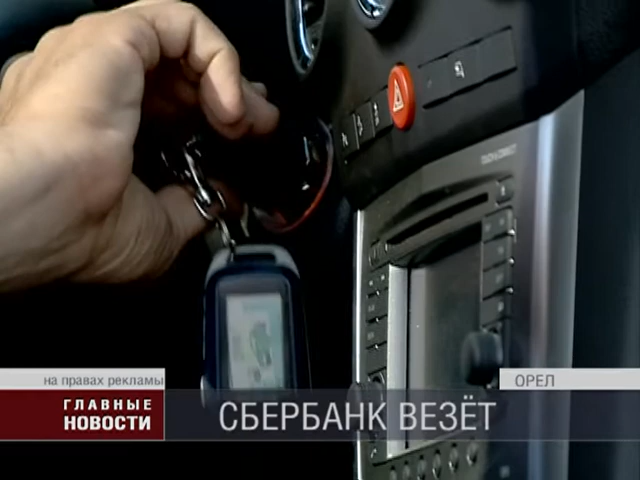 на правах рекламы
ОРЕЛ
ГЛАВНЫЕ
НОВОСТИ
СБЕРБАНК ВЕЗЁТ